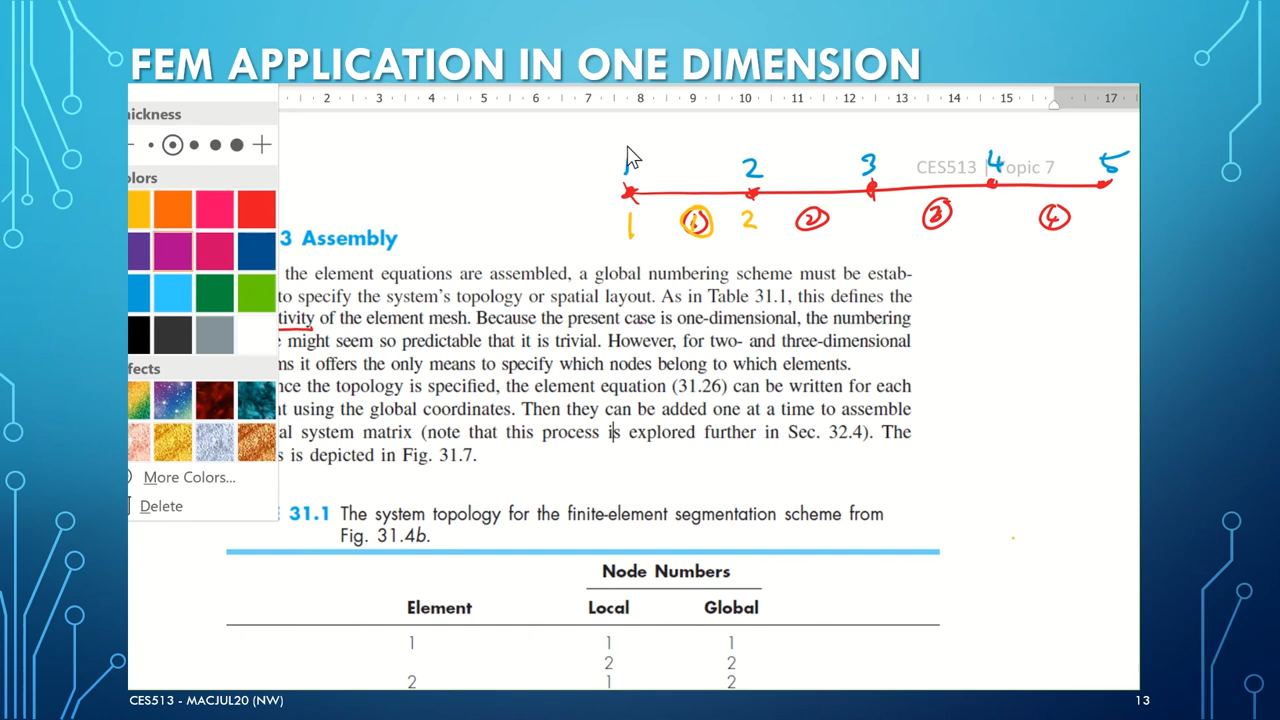 FEM APPLICATION IN ONE DIMENSION
2 3 4 5 6 7 8 9 10 11 12 13 14 15 17
hickness
olors
ffects
More Colors...
Delete
CES513 | Topic 7
1 2 3 4 5
1 ① 2 ② ③ ④
3 Assembly
the element equations are assembled, a global numbering scheme must be estab-
to specify the system's topology or spatial layout. As in Table 31.1, this defines the
tivity of the element mesh. Because the present case is one-dimensional, the numbering
e might seem so predictable that it is trivial. However, for two- and three-dimensional
ms it offers the only means to specify which nodes belong to which elements.
nce the topology is specified, the element equation (31.26) can be written for each
nt using the global coordinates. Then they can be added one at a time to assemble
al system matrix (note that this process is explored further in Sec. 32.4). The
s is depicted in Fig. 31.7.
E 31.1 The system topology for the finite-element segmentation scheme from
Fig. 31.4b.
Node Numbers
Element Local Global
1 1 1
2 2
2 1 2
CES513 - MACJUL20 (NW)
13